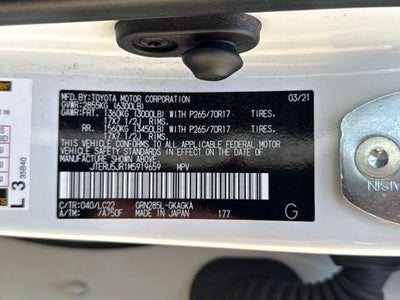 MFD. BY: TOYOTA MOTOR CORPORATION 03/21
GVWR: 2855KG (6300LB)
GAWR: FRT. 1360KG (3000LB) WITH P265/70R17 TIRES,
17X7 1/2J RIMS.
RR. 1560KG (3450LB) WITH P265/70R17 TIRES,
17X7 1/2J RIMS.
THIS VEHICLE CONFORMS TO ALL APPLICABLE FEDERAL MOTOR
VEHICLE SAFETY STANDARDS IN EFFECT ON THE DATE OF
MANUFACTURE SHOWN ABOVE.
JTERU5JR1M5919659 MPV
C/TR: 040/LC22 GRN285L-GKAGKA
A/TM: /A750F MADE IN JAPAN 177 G
L 3 35840
AISIN